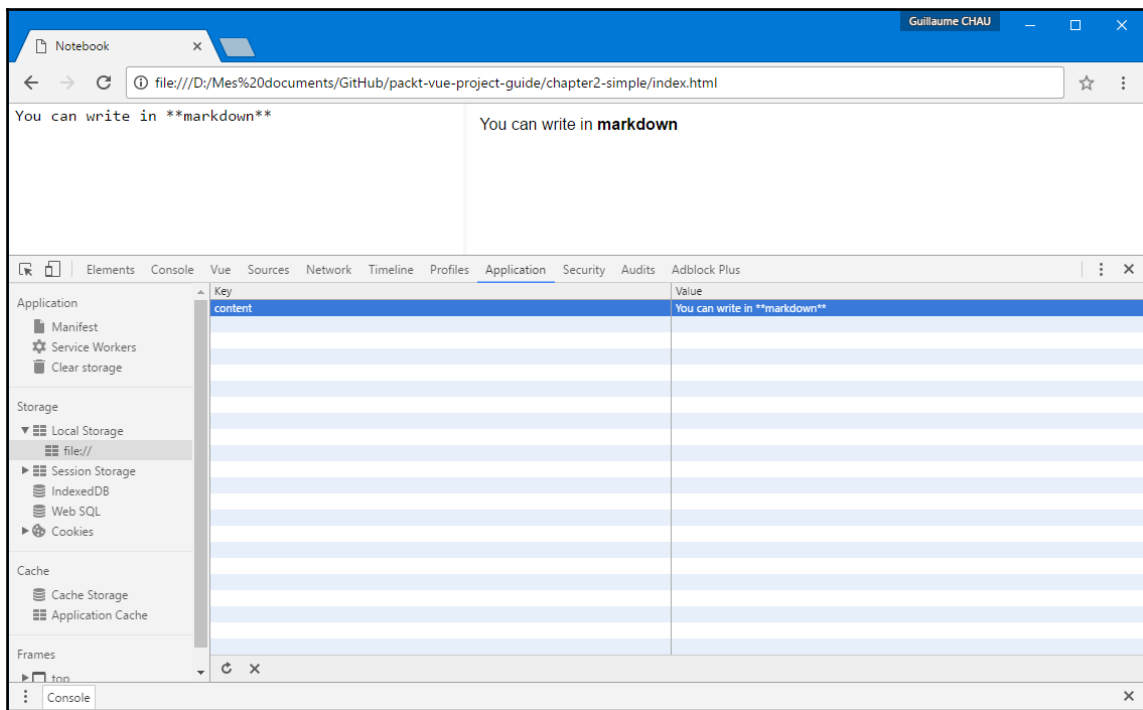 Guillaume CHAU
Notebook
file:///D:/Mes%20documents/GitHub/packt-vue-project-guide/chapter2-simple/index.html
You can write in **markdown**
You can write in markdown
Elements Console Vue Sources Network Timeline Profiles Application Security Audits Adblock Plus
Application
Manifest
Service Workers
Clear storage
Storage
Local Storage
file://
Session Storage
IndexedDB
Web SQL
Cookies
Cache
Cache Storage
Application Cache
Frames
top
Key Value
content You can write in **markdown**
Console